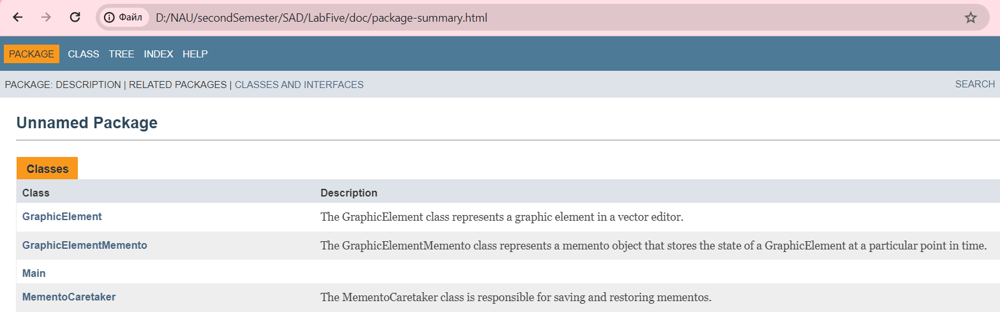 Файл D:/NAU/secondSemester/SAD/LabFive/doc/package-summary.html
PACKAGE CLASS TREE INDEX HELP
PACKAGE: DESCRIPTION | RELATED PACKAGES | CLASSES AND INTERFACES SEARCH
Unnamed Package
Classes
Class Description
GraphicElement The GraphicElement class represents a graphic element in a vector editor.
GraphicElementMemento The GraphicElementMemento class represents a memento object that stores the state of a GraphicElement at a particular point in time.
Main
MementoCaretaker The MementoCaretaker class is responsible for saving and restoring mementos.